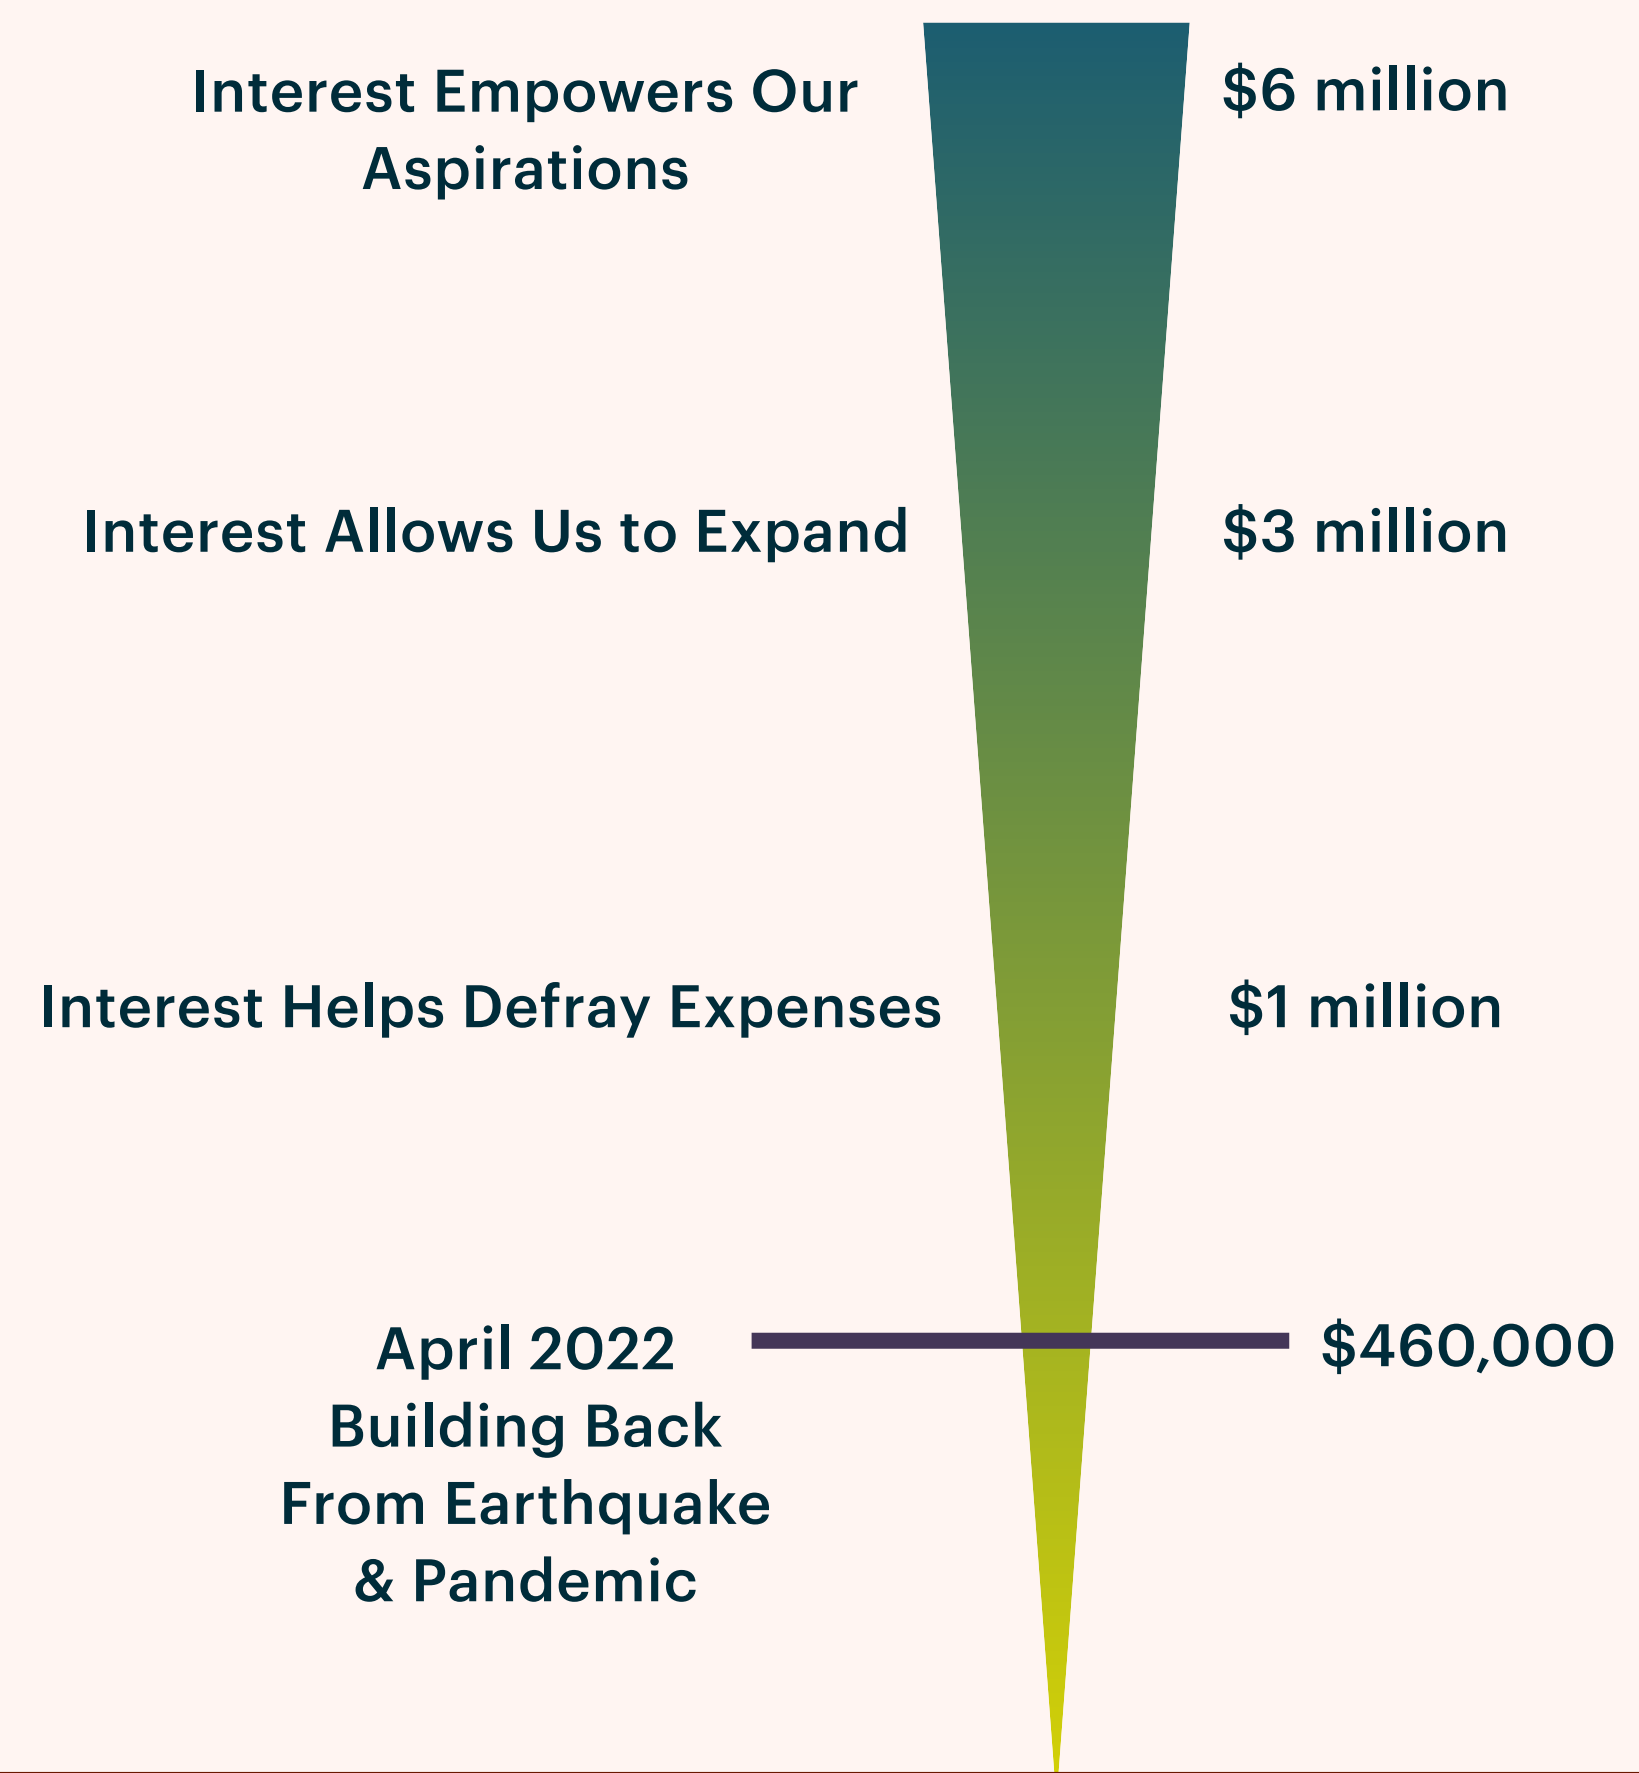 Interest Empowers Our
Aspirations
$6 million
Interest Allows Us to Expand
$3 million
Interest Helps Defray Expenses
$1 million
April 2022
Building Back
From Earthquake
& Pandemic
$460,000